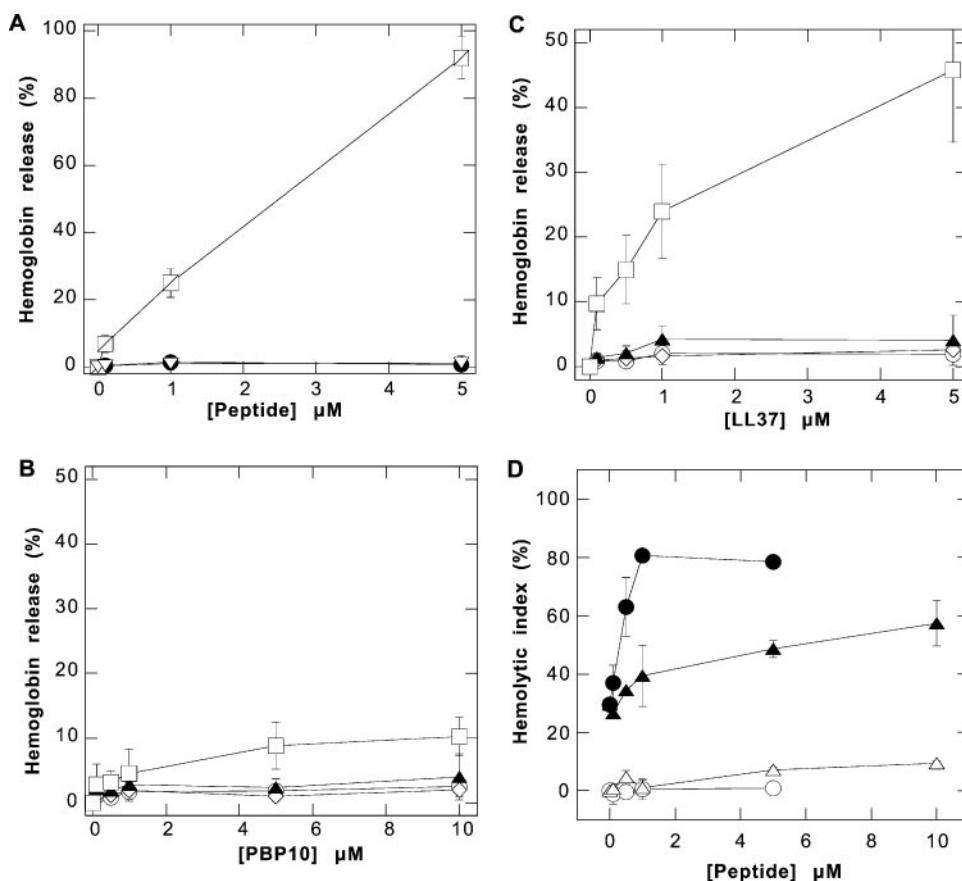 A
Hemoglobin release (%)
100
80
60
40
20
0
0 1 2 3 4 5
[Peptide] µM
C
Hemoglobin release (%)
50
40
30
20
10
0
0 1 2 3 4 5
[LL37] µM
B
Hemoglobin release (%)
50
40
30
20
10
0
0 2 4 6 8 10
[PBP10] µM
D
Hemolytic index (%)
100
80
60
40
20
0
0 2 4 6 8 10
[Peptide] µM